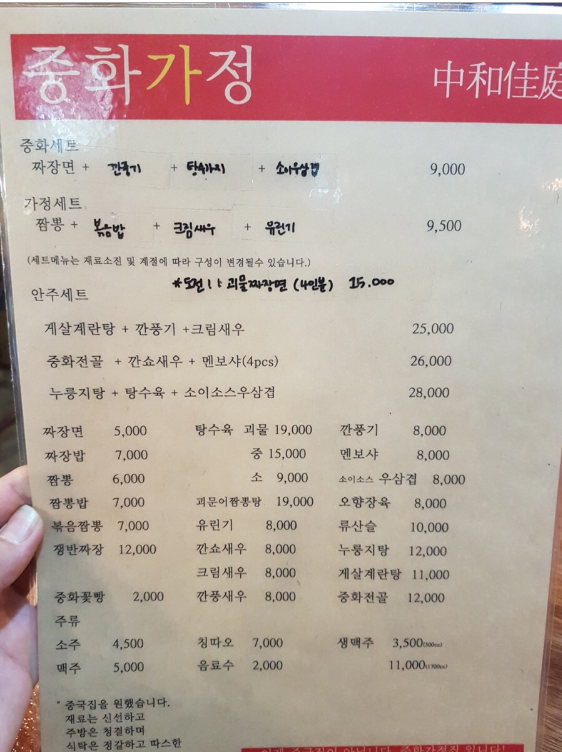 중화가정 中和佳庭
중화세트
짜장면 + 깐풍기 + 탕수육 + 소이우삼겹 9,000
가정세트
짬뽕 + 볶음밥 + 크림새우 + 유린기 9,500
(세트메뉴는 재료소진 및 계절에 따라 구성이 변경될수 있습니다.)
*도전!! 괴물짜장면 (4인분) 15.000
안주세트
게살계란탕 + 깐풍기 +크림새우 25,000
중화전골 + 깐쇼새우 + 멘보샤(4pcs) 26,000
누룽지탕 + 탕수육 + 소이소스우삼겹 28,000
짜장면 5,000 탕수육 괴물 19,000 깐풍기 8,000
짜장밥 7,000 중 15,000 멘보샤 8,000
짬뽕 6,000 소 9,000 소이소스 우삼겹 8,000
짬뽕밥 7,000 괴문어짬뽕탕 19,000 오향장육 8,000
볶음짬뽕 7,000 유린기 8,000 류산슬 10,000
쟁반짜장 12,000 깐쇼새우 8,000 누룽지탕 12,000
크림새우 8,000 게살계란탕 11,000
중화꽃빵 2,000 깐풍새우 8,000 중화전골 12,000
주류
소주 4,500 칭따오 7,000 생맥주 3,500(500cc)
맥주 5,000 음료수 2,000 11,000(1700cc)
* 중국집을 원했습니다.
재료는 신선하고
주방은 청결하며
식탁은 정갈하고 따스한